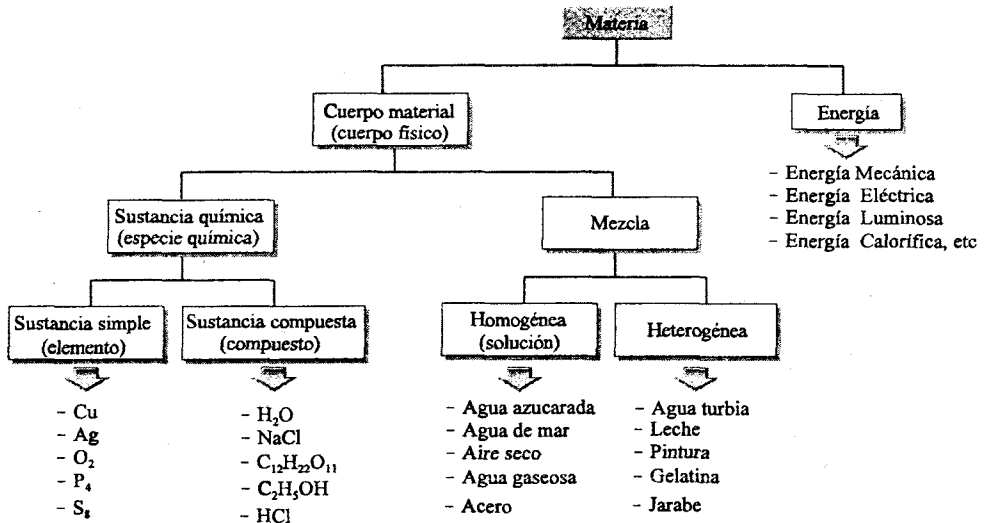 Materia
Cuerpo material
(cuerpo físico)
Energía
- Energía Mecánica
- Energía Eléctrica
- Energía Luminosa
- Energía Calorífica, etc
Sustancia química
(especie química)
Mezcla
Sustancia simple
(elemento)
Sustancia compuesta
(compuesto)
Homogénea
(solución)
Heterogénea
- Cu
- Ag
- O₂
- P₄
- S₈
- H₂O
- NaCl
- C₁₂H₂₂O₁₁
- C₂H₅OH
- HCl
- Agua azucarada
- Agua de mar
- Aire seco
- Agua gaseosa
- Acero
- Agua turbia
- Leche
- Pintura
- Gelatina
- Jarabe